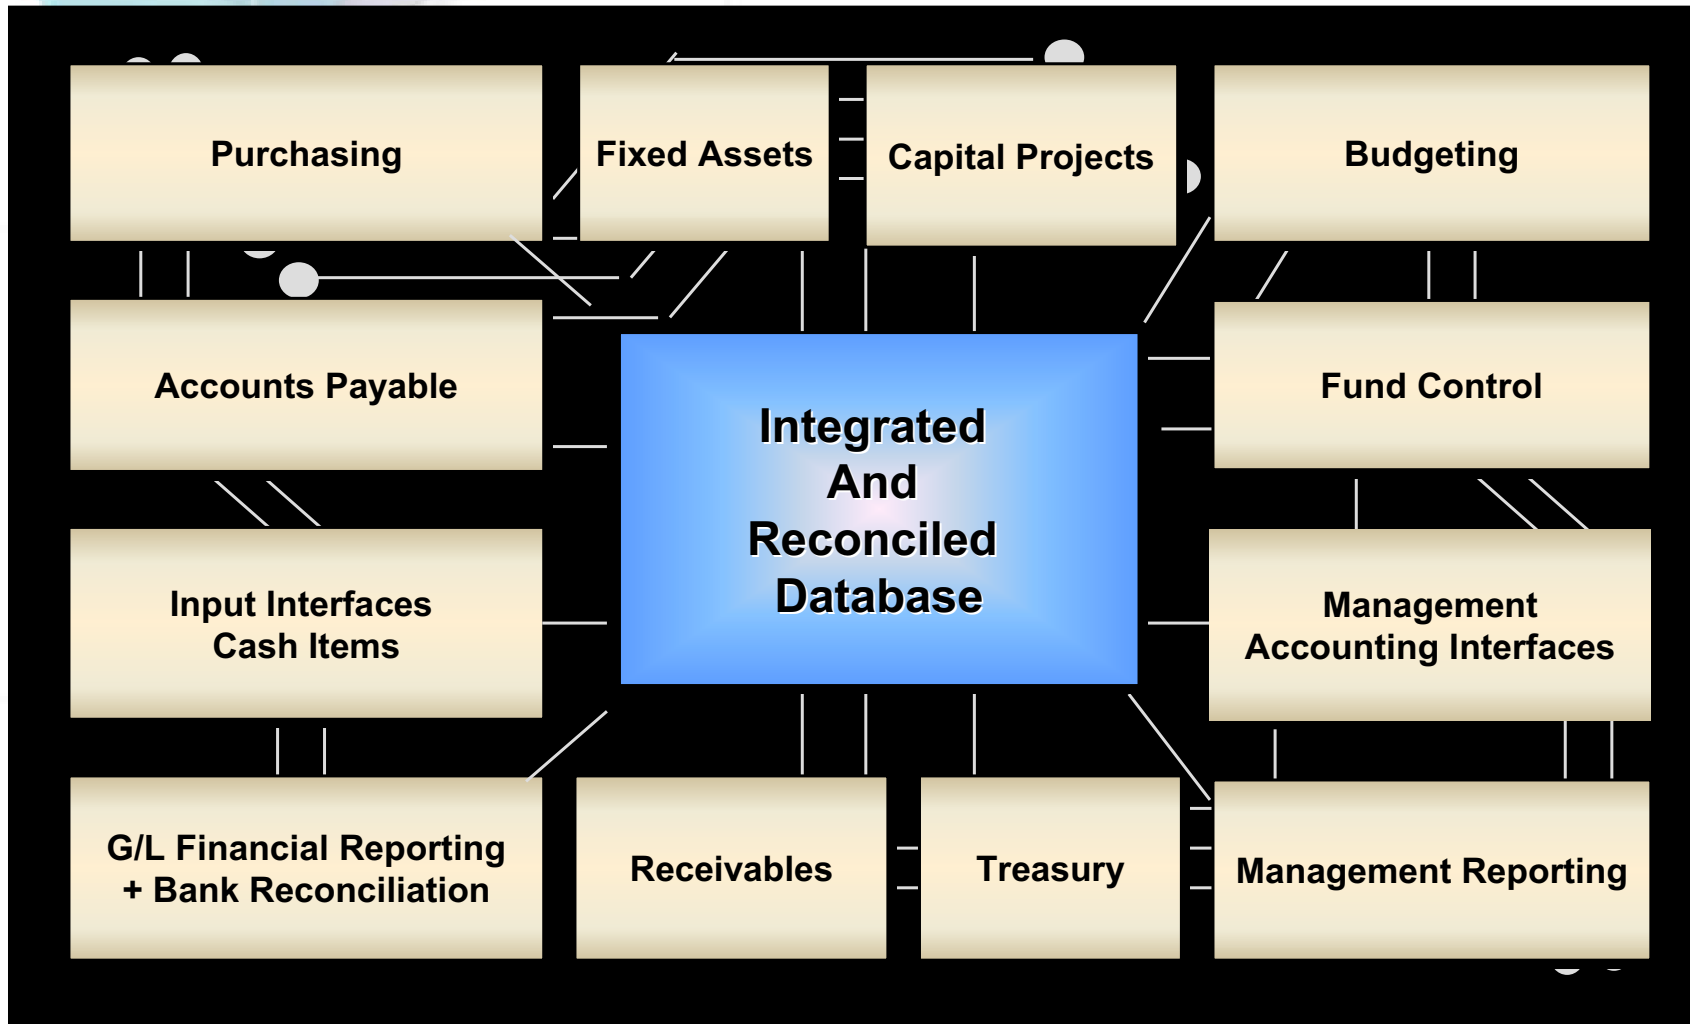 Purchasing
Fixed Assets
Capital Projects
Budgeting
Accounts Payable
Integrated
And
Reconciled
Database
Fund Control
Input Interfaces
Cash Items
Management
Accounting Interfaces
G/L Financial Reporting
+ Bank Reconciliation
Receivables
Treasury
Management Reporting